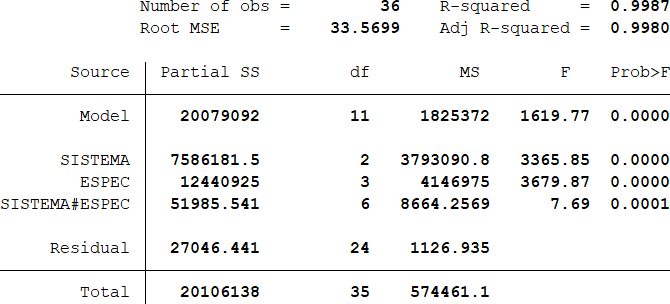 Number of obs = 36 R-squared = 0.9987
Root MSE = 33.5699 Adj R-squared = 0.9980
Source Partial SS df MS F Prob>F
Model 20079092 11 1825372 1619.77 0.0000
SISTEMA 7586181.5 2 3793090.8 3365.85 0.0000
ESPEC 12440925 3 4146975 3679.87 0.0000
SISTEMA#ESPEC 51985.541 6 8664.2569 7.69 0.0001
Residual 27046.441 24 1126.935
Total 20106138 35 574461.1